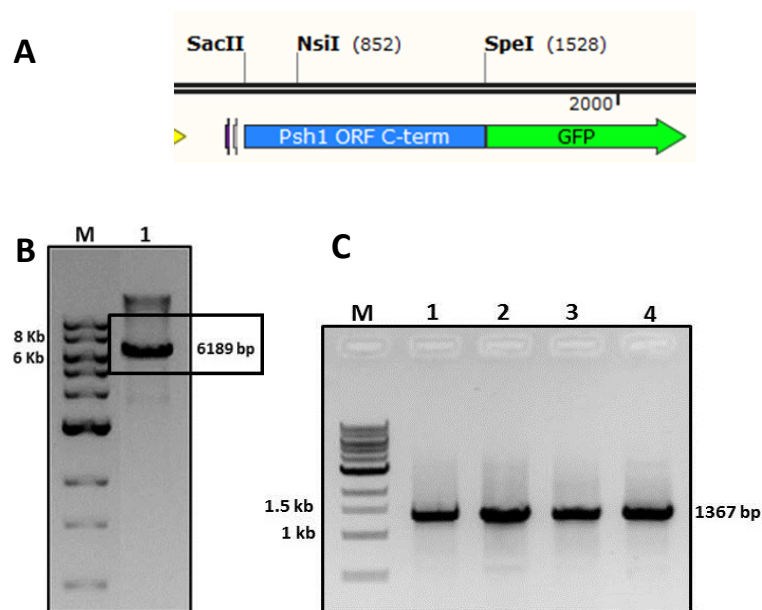 A
SacII NsiI (852) SpeI (1528)
2000
Psh1 ORF C-term GFP
B
M 1
8 Kb
6 Kb
6189 bp
C
M 1 2 3 4
1.5 kb
1 kb
1367 bp